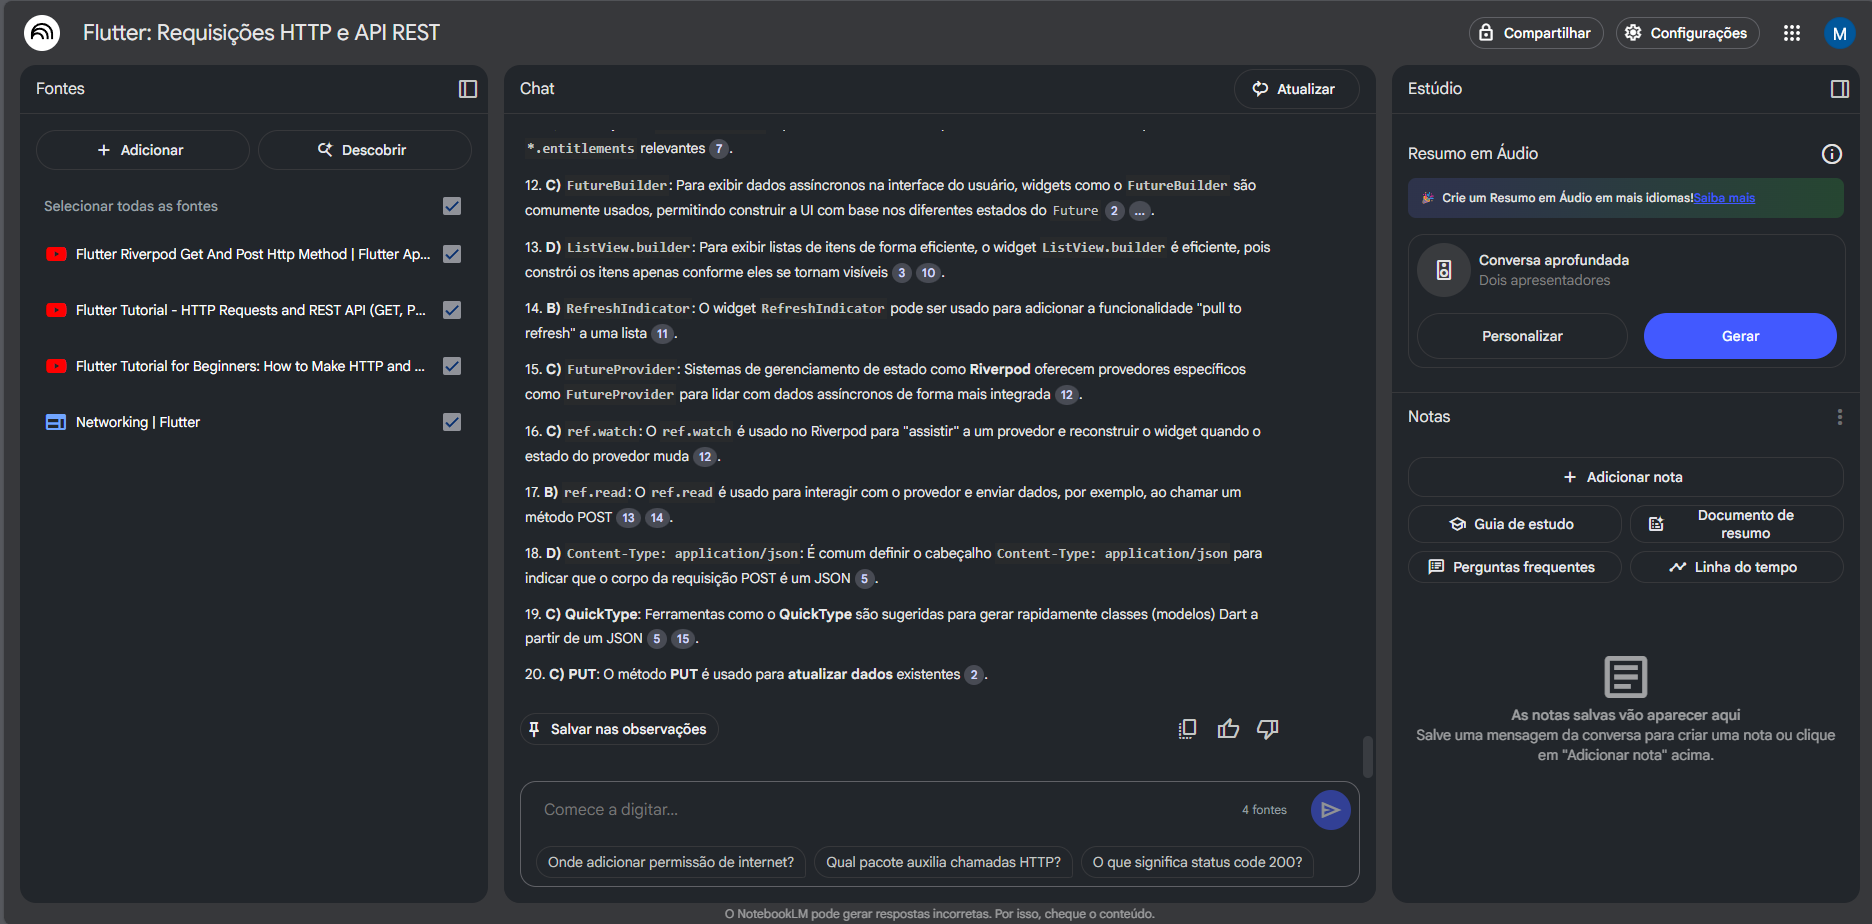 Flutter: Requisições HTTP e API REST
Compartilhar
Configurações
M
Fontes
Adicionar
Descobrir
Selecionar todas as fontes
Flutter Riverpod Get And Post Http Method | Flutter Ap...
Flutter Tutorial - HTTP Requests and REST API (GET, P...
Flutter Tutorial for Beginners: How to Make HTTP and ...
Networking | Flutter
Chat
Atualizar
*.entitlements relevantes 7.
12. C) FutureBuilder: Para exibir dados assíncronos na interface do usuário, widgets como o FutureBuilder são
comumente usados, permitindo construir a UI com base nos diferentes estados do Future 2 ... .
13. D) ListView.builder: Para exibir listas de itens de forma eficiente, o widget ListView.builder é eficiente, pois
constrói os itens apenas conforme eles se tornam visíveis 3 10.
14. B) RefreshIndicator: O widget RefreshIndicator pode ser usado para adicionar a funcionalidade "pull to
refresh" a uma lista 11.
15. C) FutureProvider: Sistemas de gerenciamento de estado como Riverpod oferecem provedores específicos
como FutureProvider para lidar com dados assíncronos de forma mais integrada 12.
16. C) ref.watch: O ref.watch é usado no Riverpod para "assistir" a um provedor e reconstruir o widget quando o
estado do provedor muda 12.
17. B) ref.read: O ref.read é usado para interagir com o provedor e enviar dados, por exemplo, ao chamar um
método POST 13 14.
18. D) Content-Type: application/json: É comum definir o cabeçalho Content-Type: application/json para
indicar que o corpo da requisição POST é um JSON 5.
19. C) QuickType: Ferramentas como o QuickType são sugeridas para gerar rapidamente classes (modelos) Dart a
partir de um JSON 5 15.
20. C) PUT: O método PUT é usado para atualizar dados existentes 2.
Salvar nas observações
Comece a digitar...
4 fontes
Onde adicionar permissão de internet?
Qual pacote auxilia chamadas HTTP?
O que significa status code 200?
O NotebookLM pode gerar respostas incorretas. Por isso, cheque o conteúdo.
Estúdio
Resumo em Áudio
Crie um Resumo em Áudio em mais idiomas!Saiba mais
Conversa aprofundada
Dois apresentadores
Personalizar
Gerar
Notas
Adicionar nota
Guia de estudo
Documento de
resumo
Perguntas frequentes
Linha do tempo
As notas salvas vão aparecer aqui
Salve uma mensagem da conversa para criar uma nota ou clique
em "Adicionar nota" acima.